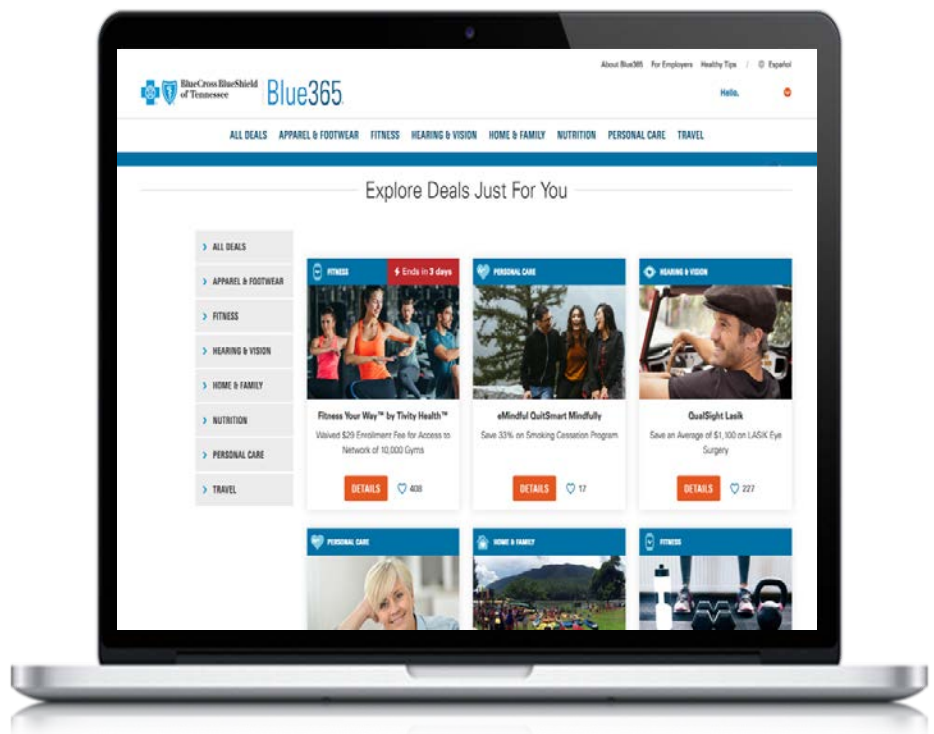 About Blue365 For Employers Healthy Tips / Español
BlueCross BlueShield
of Tennessee
Blue365
Hello,
ALL DEALS APPAREL & FOOTWEAR FITNESS HEARING & VISION HOME & FAMILY NUTRITION PERSONAL CARE TRAVEL
Explore Deals Just For You
ALL DEALS
APPAREL & FOOTWEAR
FITNESS
HEARING & VISION
HOME & FAMILY
NUTRITION
PERSONAL CARE
TRAVEL
FITNESS
Ends in 3 days
Fitness Your Way™ by Tivity Health™
Waived $29 Enrollment Fee for Access to
Network of 10,000 Gyms
DETAILS 408
PERSONAL CARE
eMindful QuitSmart Mindfully
Save 33% on Smoking Cessation Program
DETAILS 17
HEARING & VISION
QualSight Lasik
Save an Average of $1,100 on LASIK Eye
Surgery
DETAILS 227
PERSONAL CARE
HOME & FAMILY
FITNESS